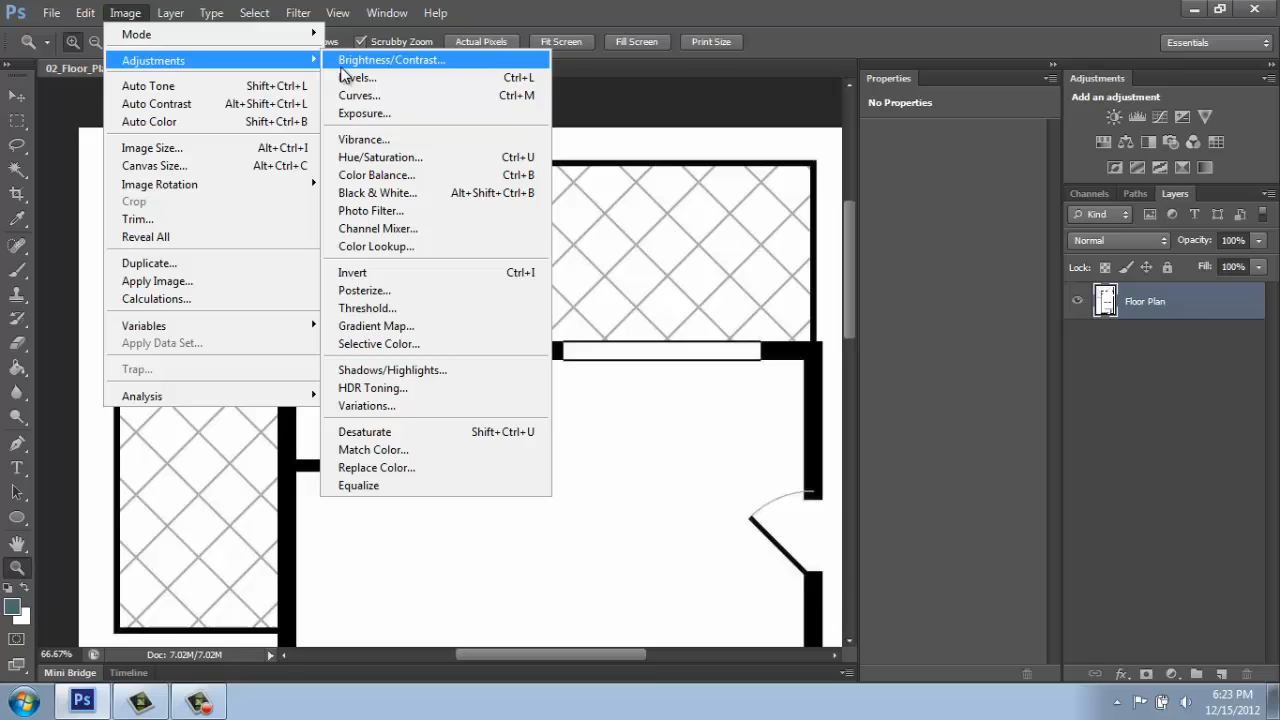 Ps File Edit Image Layer Type Select Filter View Window Help
Scrubby Zoom Actual Pixels Fit Screen Fill Screen Print Size Essentials
Mode
Adjustments
Auto Tone Shift+Ctrl+L
Auto Contrast Alt+Shift+Ctrl+L
Auto Color Shift+Ctrl+B
Image Size... Alt+Ctrl+I
Canvas Size... Alt+Ctrl+C
Image Rotation
Crop
Trim...
Reveal All
Duplicate...
Apply Image...
Calculations...
Variables
Apply Data Set...
Trap...
Analysis
Brightness/Contrast...
Ctrl+L
Curves... Ctrl+M
Exposure...
Vibrance...
Hue/Saturation... Ctrl+U
Color Balance... Ctrl+B
Black & White... Alt+Shift+Ctrl+B
Photo Filter...
Channel Mixer...
Color Lookup...
Invert Ctrl+I
Posterize...
Threshold...
Gradient Map...
Selective Color...
Shadows/Highlights...
HDR Toning...
Variations...
Desaturate Shift+Ctrl+U
Match Color...
Replace Color...
Equalize
Properties
No Properties
Adjustments
Add an adjustment
Channels Paths Layers
Kind
Normal Opacity: 100%
Lock: Fill: 100%
Floor Plan
66.67% Doc: 7.02M/7.02M
Mini Bridge Timeline
Ps
6:23 PM
12/15/2012